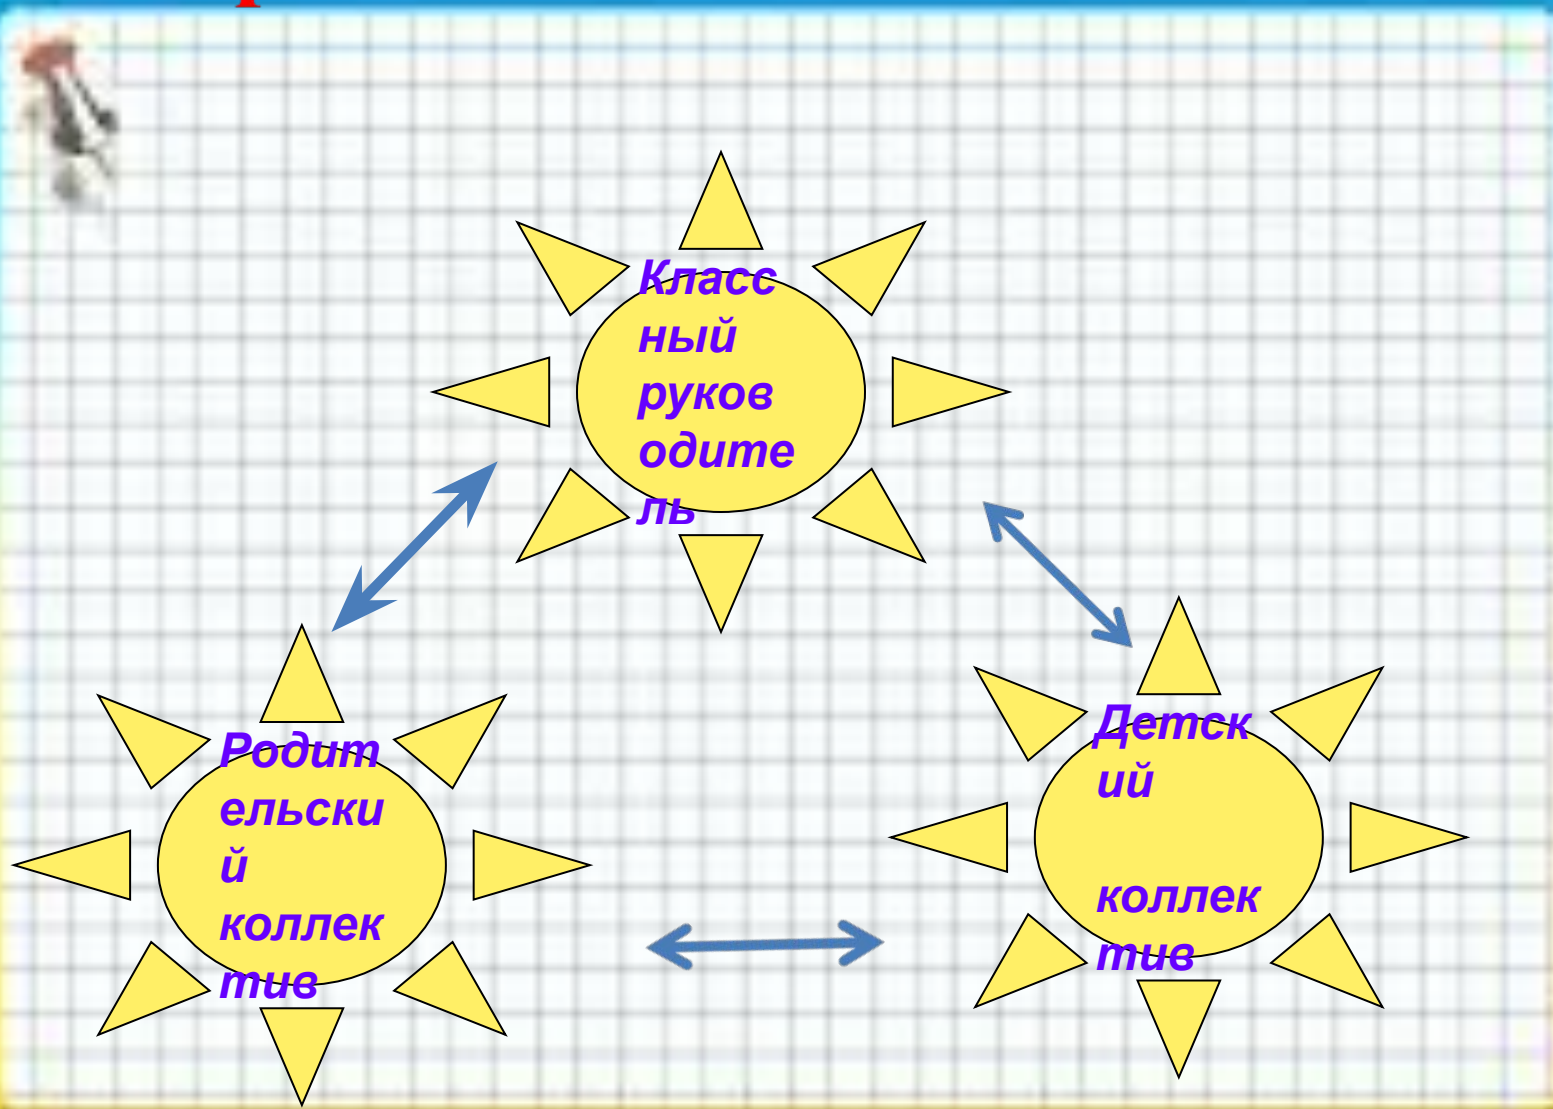 Класс
ный
руков
одите
ль
Родит
ельски
й
коллек
тив
Детск
ий
коллек
тив